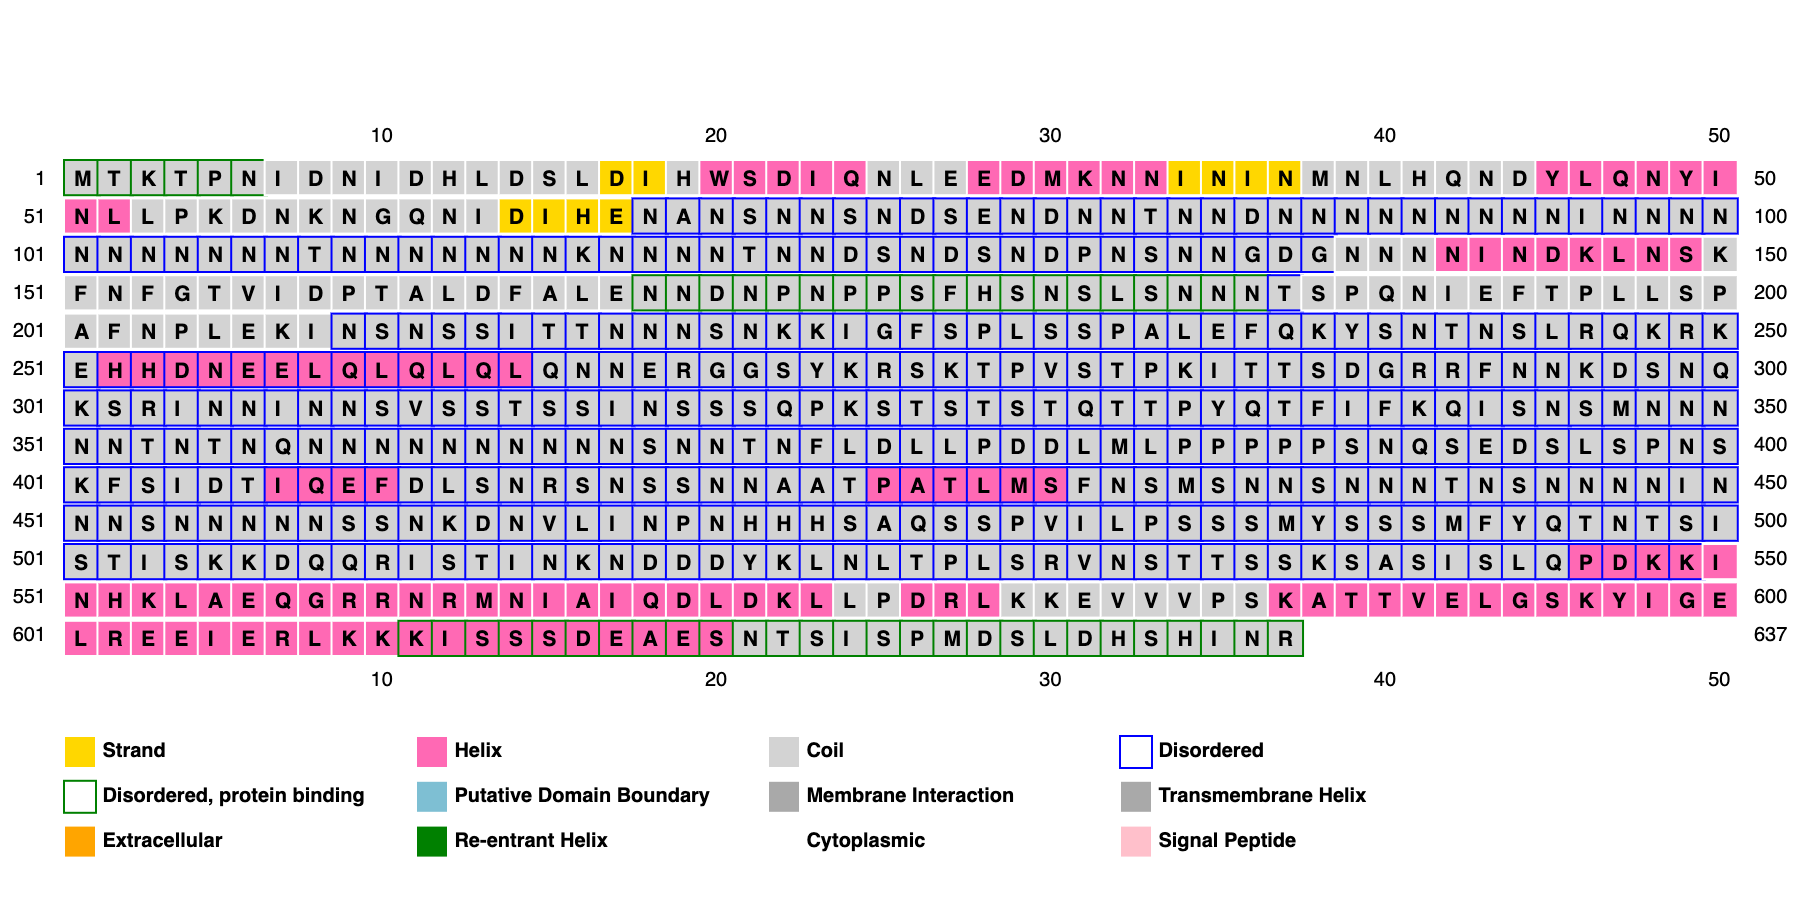 10 20 30 40 50
1 M T K T P N I D N I D H L D S L D I H W S D I Q N L E E D M K N N I N I N M N L H Q N D Y L Q N Y I 50
51 N L L P K D N K N G Q N I D I H E N A N S N N S N D S E N D N N T N N D N N N N N N N N N I N N N N 100
101 N N N N N N N T N N N N N N N K N N N N T N N D S N D S N D P N S N N G D G N N N N I N D K L N S K 150
151 F N F G T V I D P T A L D F A L E N N D N P N P P S F H S N S L S N N N T S P Q N I E F T P L L S P 200
201 A F N P L E K I N S N S S I T T N N N S N K K I G F S P L S S P A L E F Q K Y S N T N S L R Q K R K 250
251 E H H D N E E L Q L Q L Q L Q N N E R G G S Y K R S K T P V S T P K I T T S D G R R F N N K D S N Q 300
301 K S R I N N I N N S V S S T S S I N S S S Q P K S T S T S T Q T T P Y Q T F I F K Q I S N S M N N N 350
351 N N T N T N Q N N N N N N N N N N S N N T N F L D L L P D D L M L P P P P P S N Q S E D S L S P N S 400
401 K F S I D T I Q E F D L S N R S N S S N N A A T P A T L M S F N S M S N N S N N N T N S N N N N I N 450
451 N N S N N N N N S S N K D N V L I N P N H H H S A Q S S P V I L P S S S M Y S S S M F Y Q T N T S I 500
501 S T I S K K D Q Q R I S T I N K N D D D Y K L N L T P L S R V N S T T S S K S A S I S L Q P D K K I 550
551 N H K L A E Q G R R N R M N I A I Q D L D K L L P D R L K K E V V V P S K A T T V E L G S K Y I G E 600
601 L R E E I E R L K K K I S S S D E A E S N T S I S P M D S L D H S H I N R 637
10 20 30 40 50
Strand Helix Coil Disordered
Disordered, protein binding Putative Domain Boundary Membrane Interaction Transmembrane Helix
Extracellular Re-entrant Helix Cytoplasmic Signal Peptide